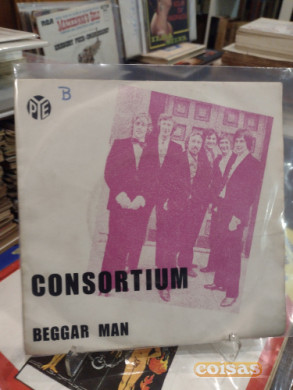 PYE
B
CONSORTIUM
BEGGAR MAN
coisas